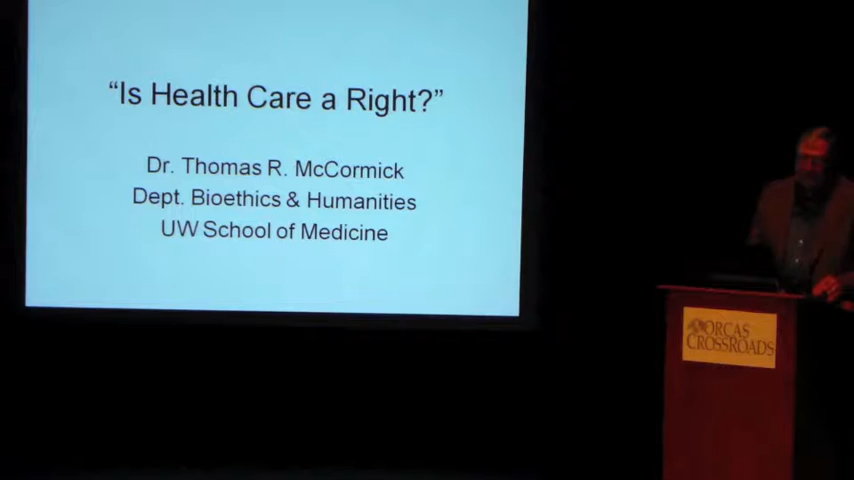 “Is Health Care a Right?”
Dr. Thomas R. McCormick
Dept. Bioethics & Humanities
UW School of Medicine
ORCAS
CROSSROADS